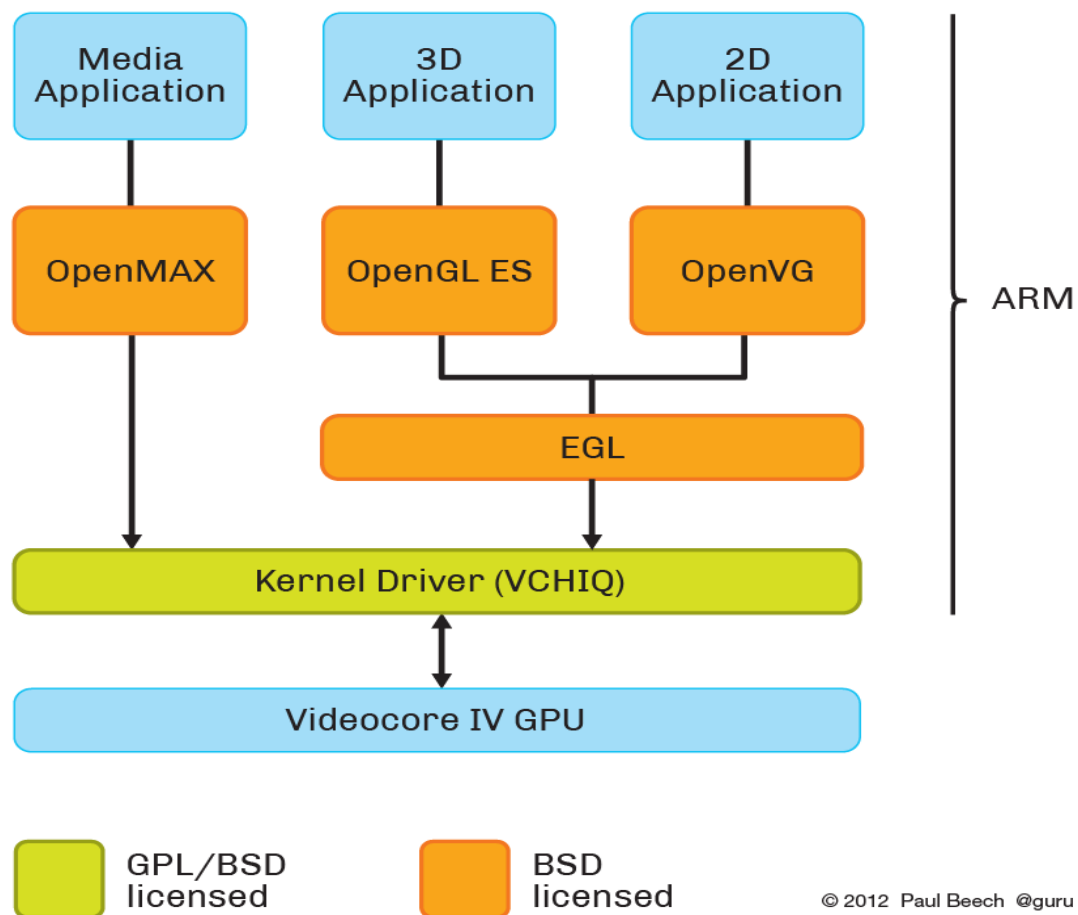 Media
Application
3D
Application
2D
Application
OpenMAX
OpenGL ES
OpenVG
ARM
EGL
Kernel Driver (VCHIQ)
Videocore IV GPU
GPL/BSD
licensed
BSD
licensed
© 2012 Paul Beech @guru